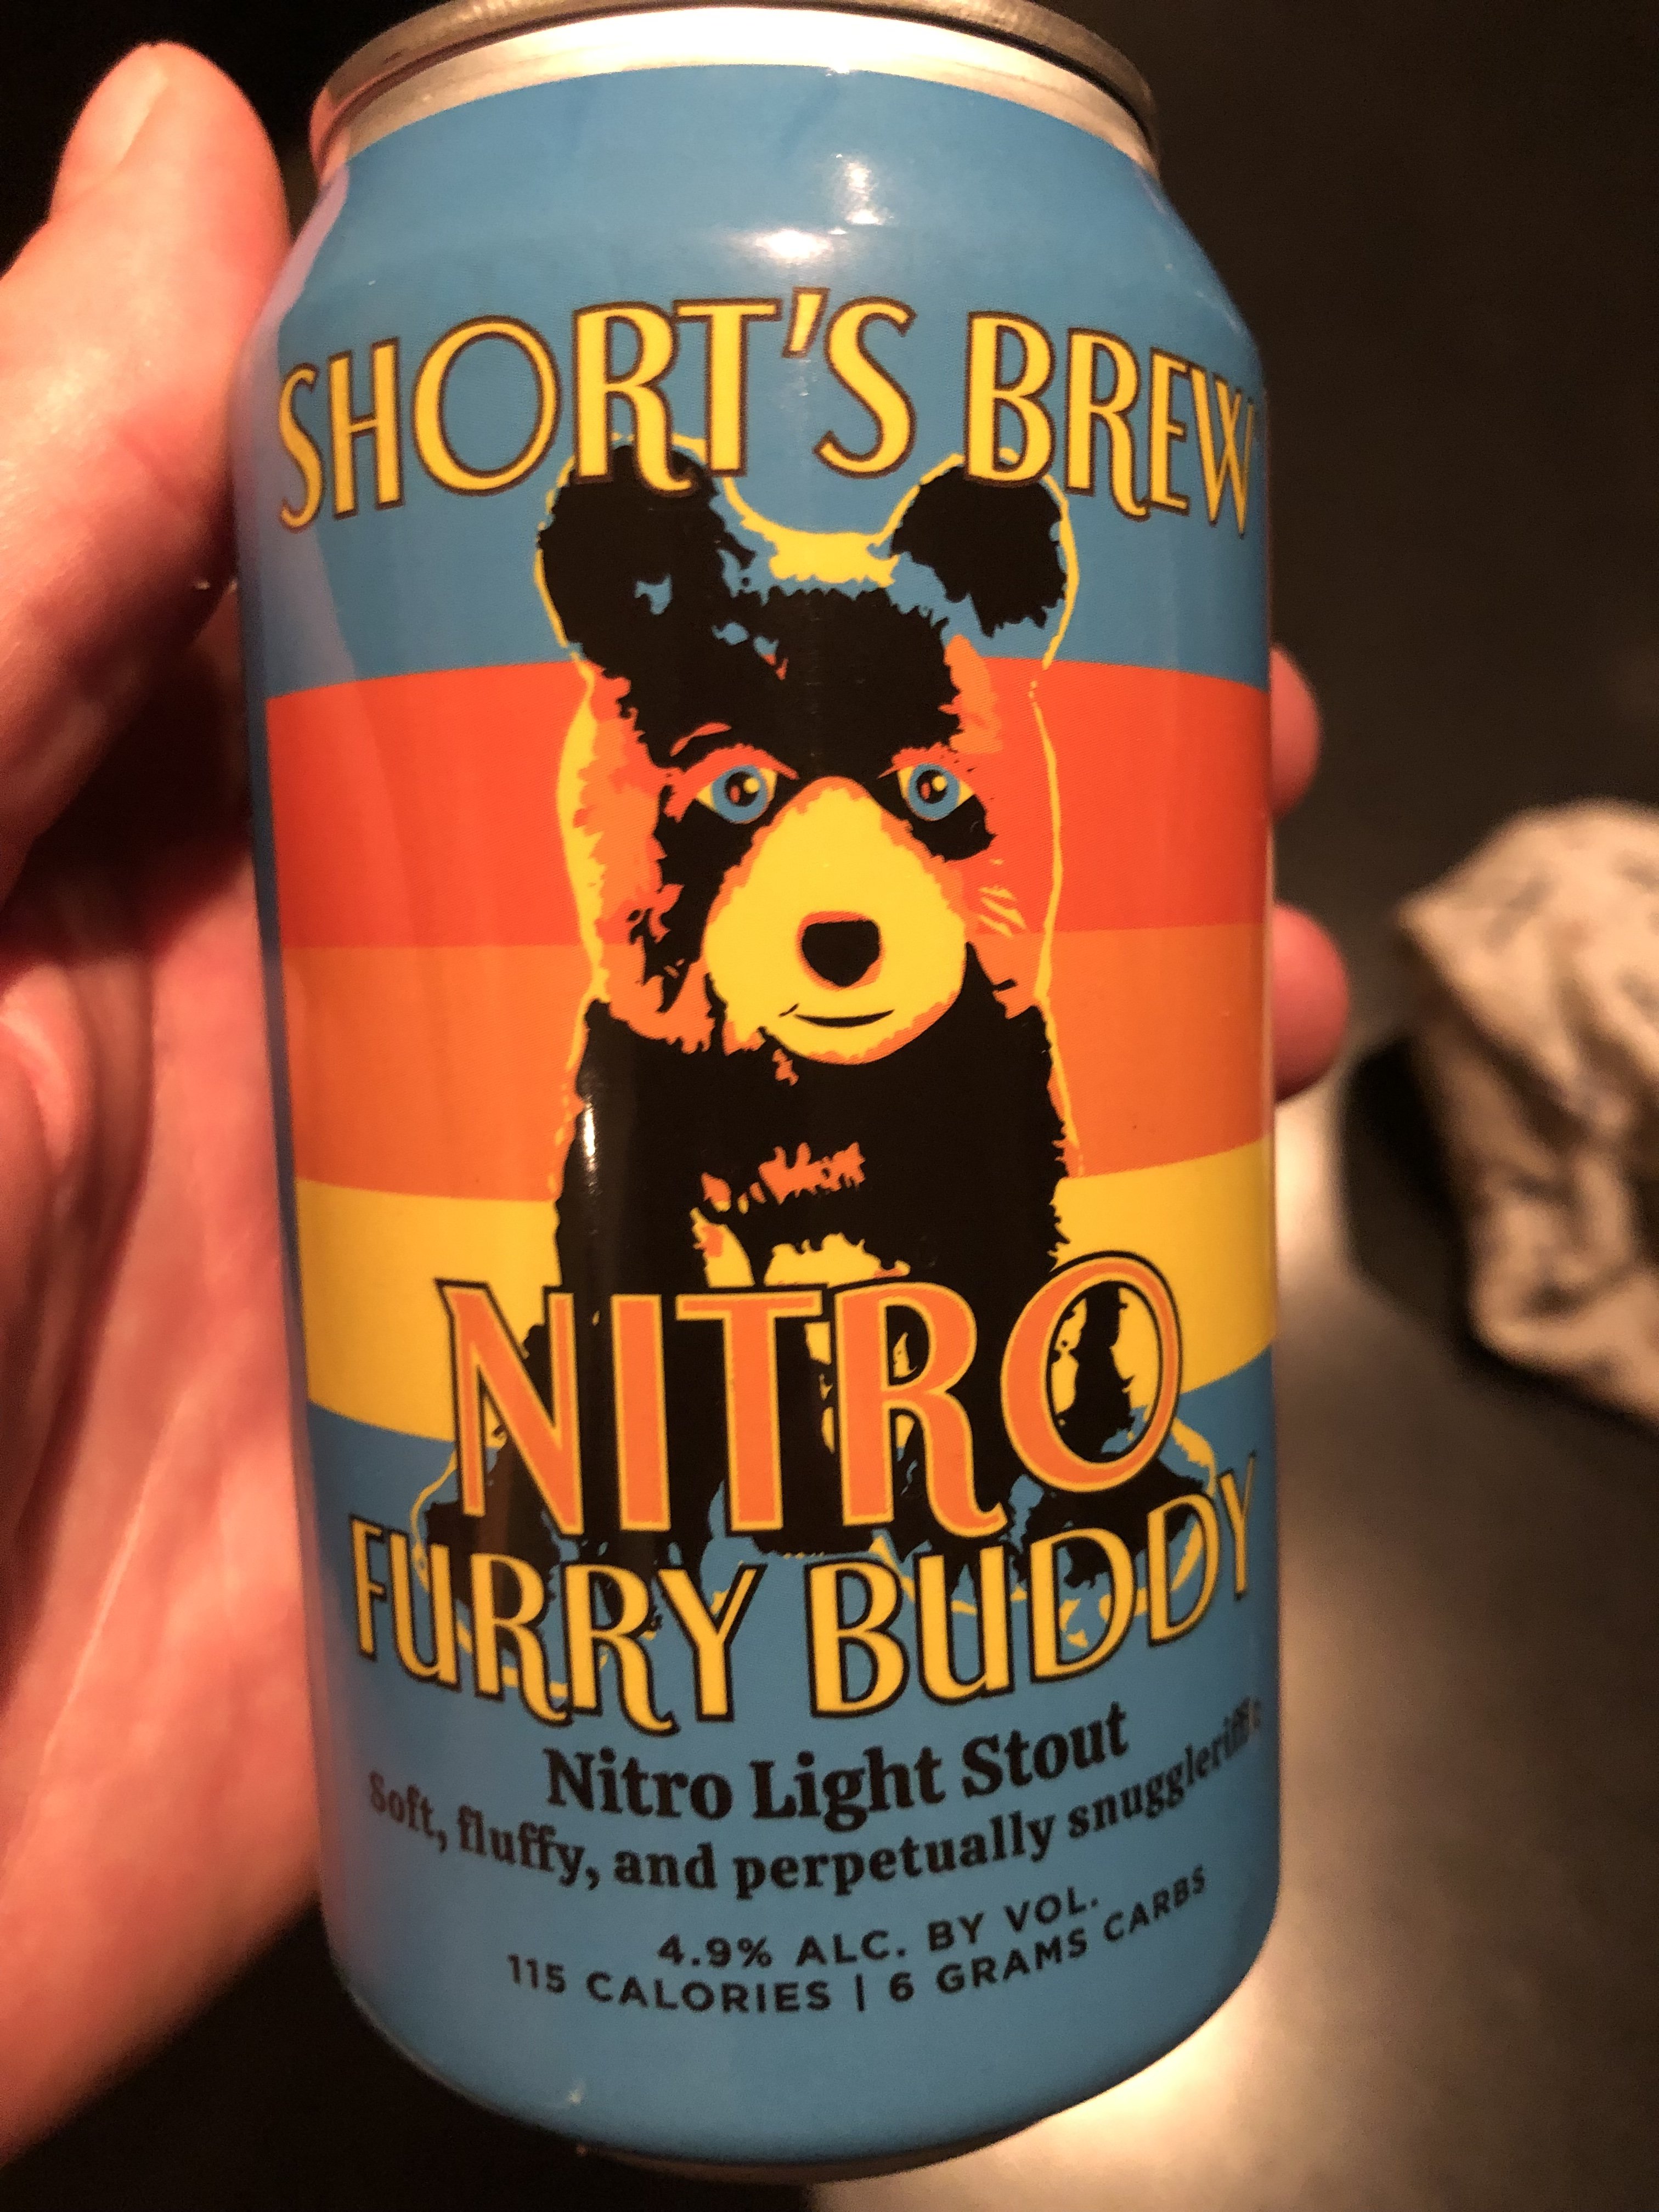 SHORT'S BREW
NITRO
FURRY BUDDY
Nitro Light Stout
Soft, fluffy, and perpetually
4.9% ALC. BY VOL.
115 CALORIES | 6 GRAMS CARBS